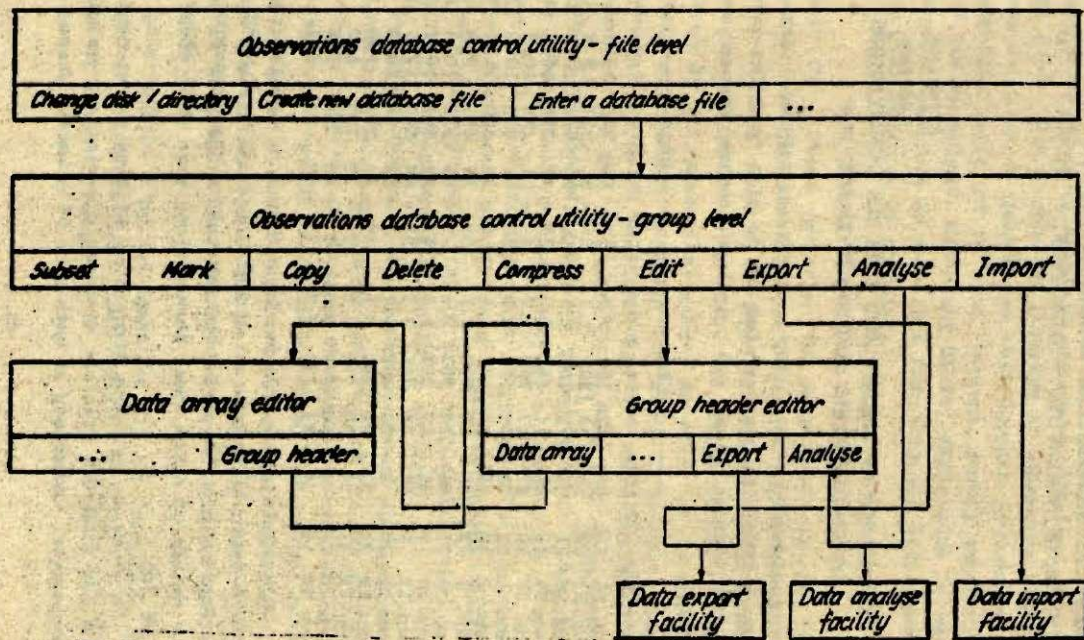 Observations database control utility - file level
Change disk / directory Create new database file Enter a database file ...
Observations database control utility - group level
Subset Mark Copy Delete Compress Edit Export Analyse Import
Data array editor
... Group header
Group header editor
Data array ... Export Analyse
Data export
facility
Data analyse
facility
Data import
facility